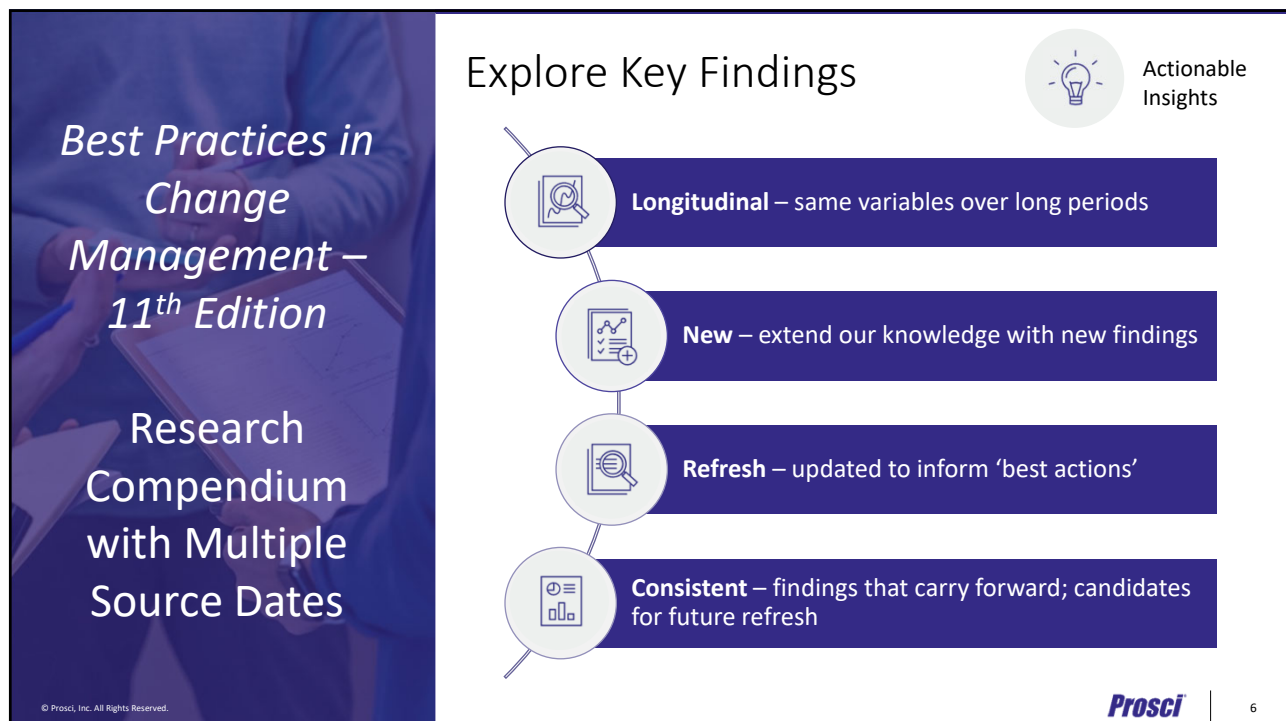 Best Practices in
Change
Management –
11th Edition
Research
Compendium
with Multiple
Source Dates
© Prosci, Inc. All Rights Reserved.
Explore Key Findings
Actionable
Insights
Longitudinal – same variables over long periods
New – extend our knowledge with new findings
Refresh – updated to inform ‘best actions’
Consistent – findings that carry forward; candidates
for future refresh
Prosci
6